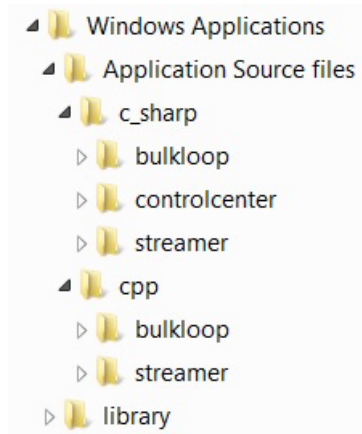 Windows Applications
Application Source files
c_sharp
bulkloop
controlcenter
streamer
cpp
bulkloop
streamer
library